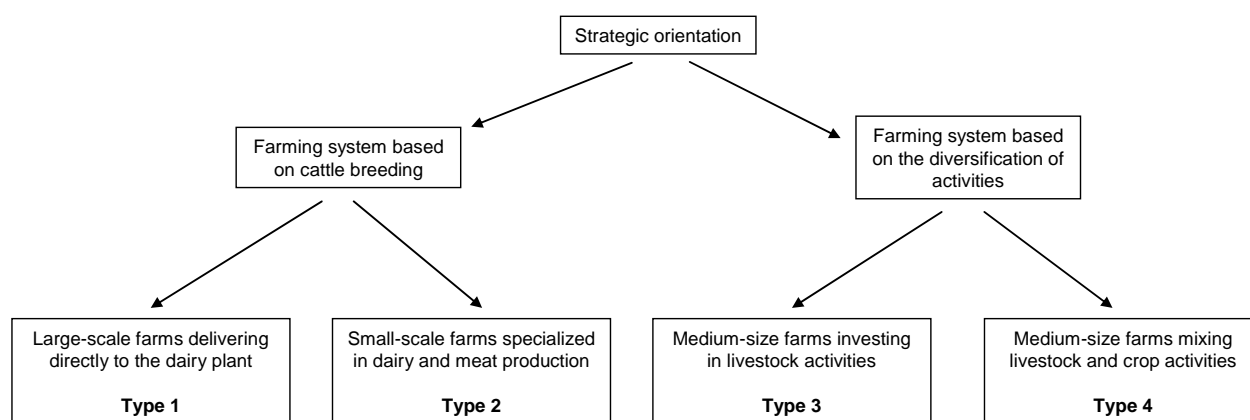 Strategic orientation
Farming system based
on cattle breeding
Farming system based
on the diversification of
activities
Large-scale farms delivering
directly to the dairy plant
Type 1
Small-scale farms specialized
in dairy and meat production
Type 2
Medium-size farms investing
in livestock activities
Type 3
Medium-size farms mixing
livestock and crop activities
Type 4